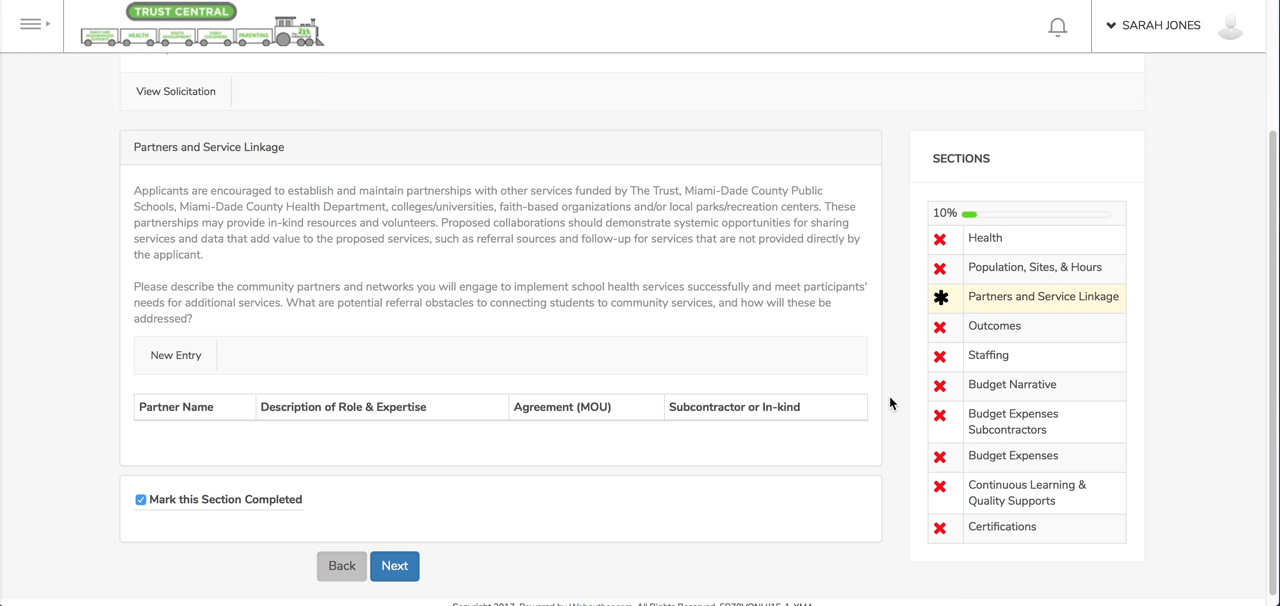 TRUST CENTRAL
HEALTH
PARENTING
SARAH JONES
View Solicitation
Partners and Service Linkage
Applicants are encouraged to establish and maintain partnerships with other services funded by The Trust, Miami-Dade County Public
Schools, Miami-Dade County Health Department, colleges/universities, faith-based organizations and/or local parks/recreation centers. These
partnerships may provide in-kind resources and volunteers. Proposed collaborations should demonstrate systemic opportunities for sharing
services and data that add value to the proposed services, such as referral sources and follow-up for services that are not provided directly by
the applicant.
Please describe the community partners and networks you will engage to implement school health services successfully and meet participants'
needs for additional services. What are potential referral obstacles to connecting students to community services, and how will these be
addressed?
New Entry
Partner Name Description of Role & Expertise Agreement (MOU) Subcontractor or In-kind
Mark this Section Completed
Back Next
SECTIONS
10%
Health
Population, Sites, & Hours
Partners and Service Linkage
Outcomes
Staffing
Budget Narrative
Budget Expenses
Subcontractors
Budget Expenses
Continuous Learning &
Quality Supports
Certifications